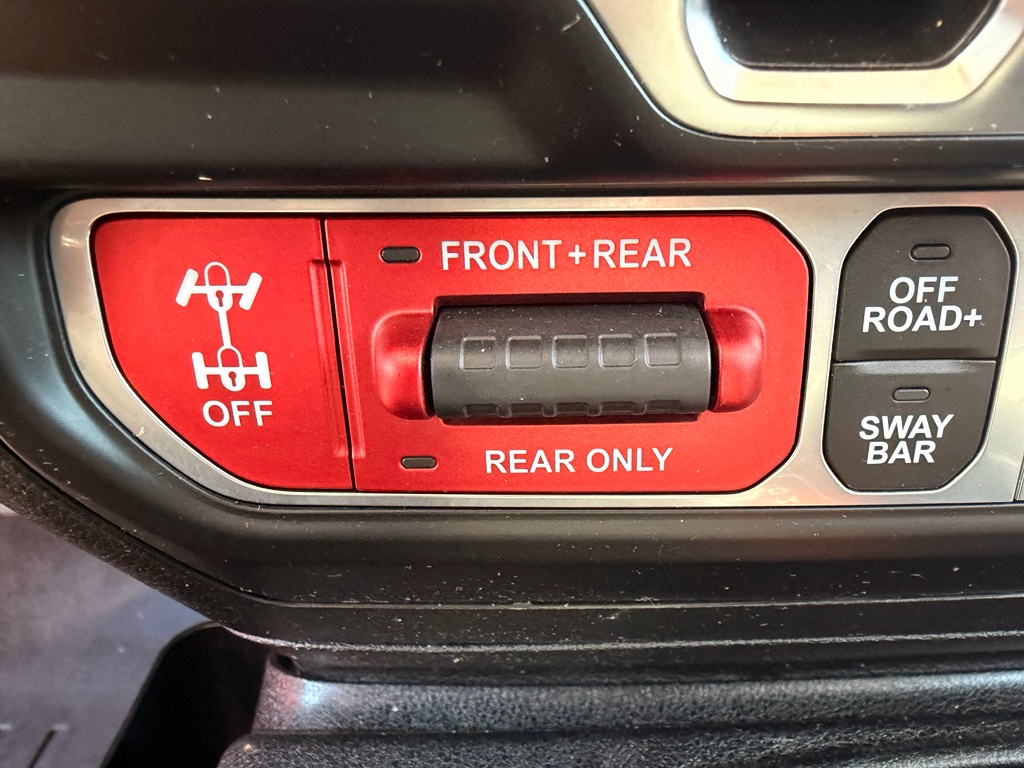 OFF
FRONT+REAR
REAR ONLY
OFF
ROAD+
SWAY
BAR